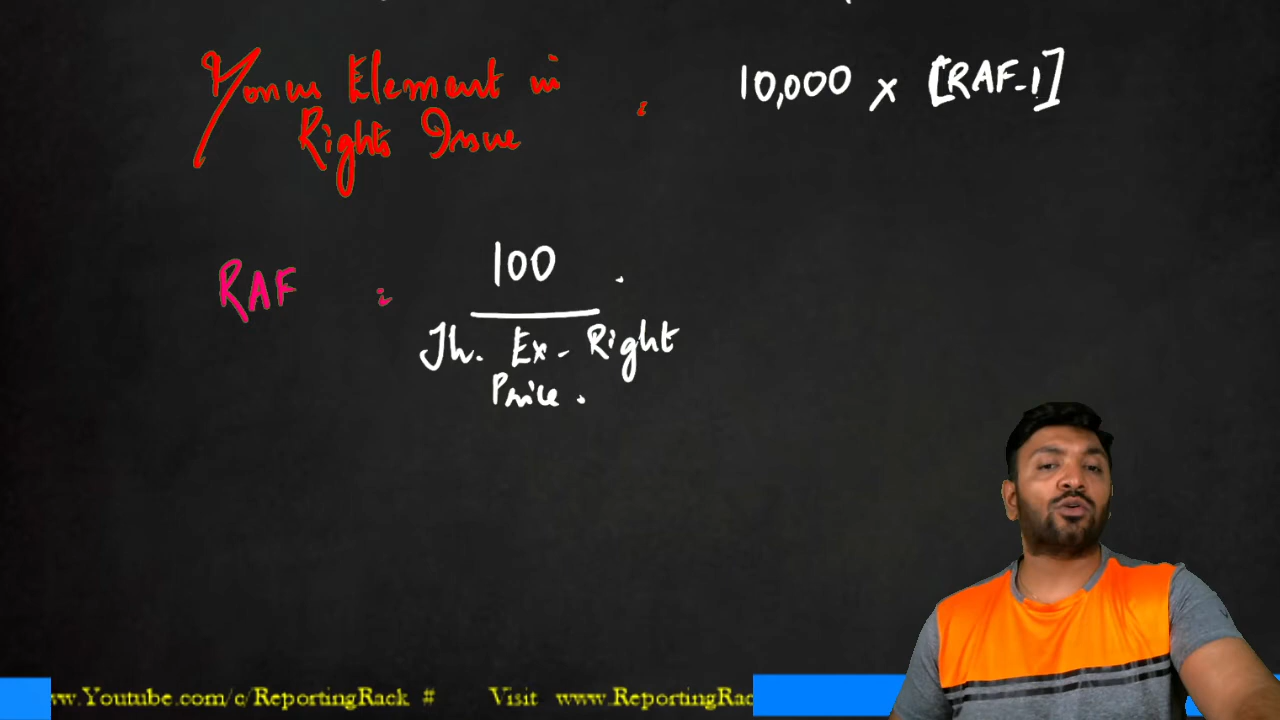 Bonus Element in : 10,000 × [RAF-1]
Rights Issue
RAF : 100
Th. Ex-Right
Price.
ww.Youtube.com/c/ReportingRack # Visit www.ReportingRac